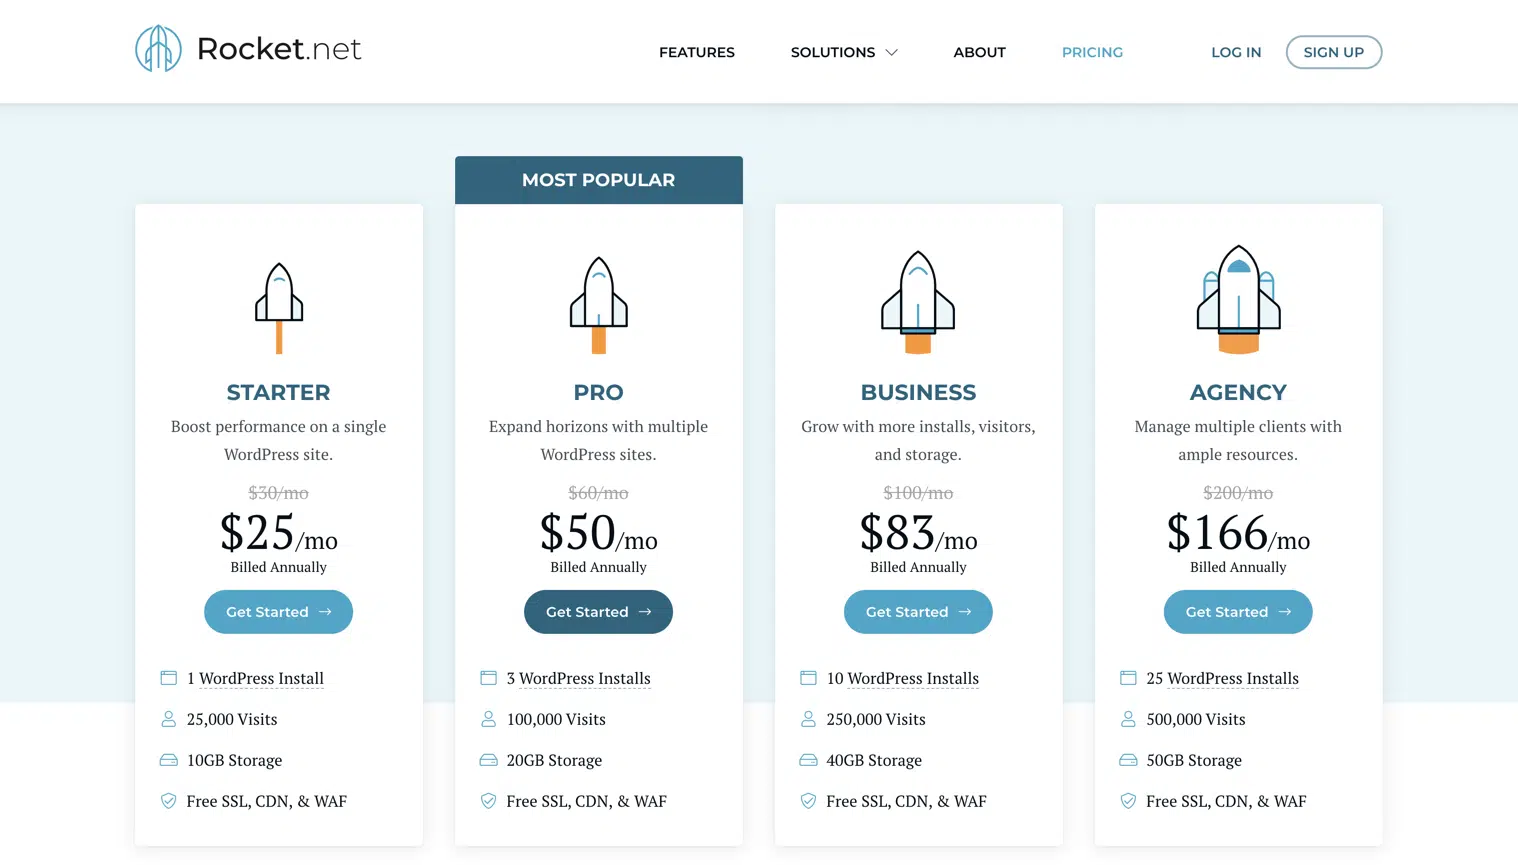 Rocket.net
FEATURES
SOLUTIONS
ABOUT
PRICING
LOG IN
SIGN UP
STARTER
Boost performance on a single
WordPress site.
$30/mo
$25/mo
Billed Annually
Get Started
1 WordPress Install
25,000 Visits
10GB Storage
Free SSL, CDN, & WAF
MOST POPULAR
PRO
Expand horizons with multiple
WordPress sites.
$60/mo
$50/mo
Billed Annually
Get Started
3 WordPress Installs
100,000 Visits
20GB Storage
Free SSL, CDN, & WAF
BUSINESS
Grow with more installs, visitors,
and storage.
$100/mo
$83/mo
Billed Annually
Get Started
10 WordPress Installs
250,000 Visits
40GB Storage
Free SSL, CDN, & WAF
AGENCY
Manage multiple clients with
ample resources.
$200/mo
$166/mo
Billed Annually
Get Started
25 WordPress Installs
500,000 Visits
50GB Storage
Free SSL, CDN, & WAF